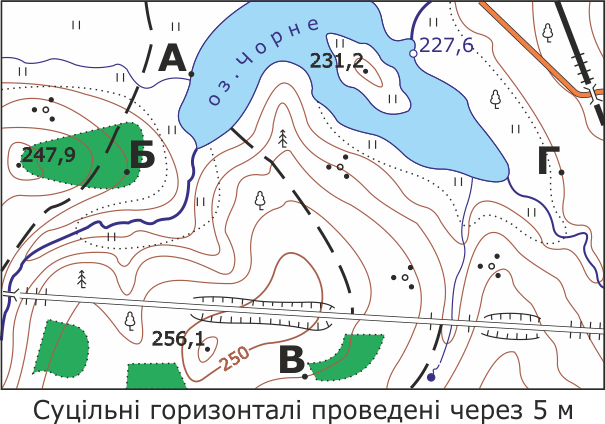 оз. Чорне
227,6
А
231,2
247,9
Б
Г
256,1
250
В
Суцільні горизонталі проведені через 5 м